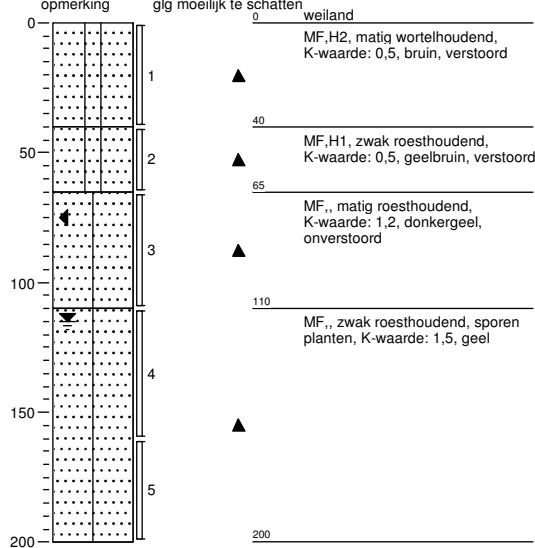 opmerking glg moeilijk te schatten
0 0 weiland
MF,H2, matig wortelhoudend,
K-waarde: 0,5, bruin, verstoord
1
40
MF,H1, zwak roesthoudend,
50 2 K-waarde: 0,5, geelbruin, verstoord
65
MF,, matig roesthoudend,
K-waarde: 1,2, donkergeel,
onverstoord
3
100
110
MF,, zwak roesthoudend, sporen
planten, K-waarde: 1,5, geel
4
150
5
200 200